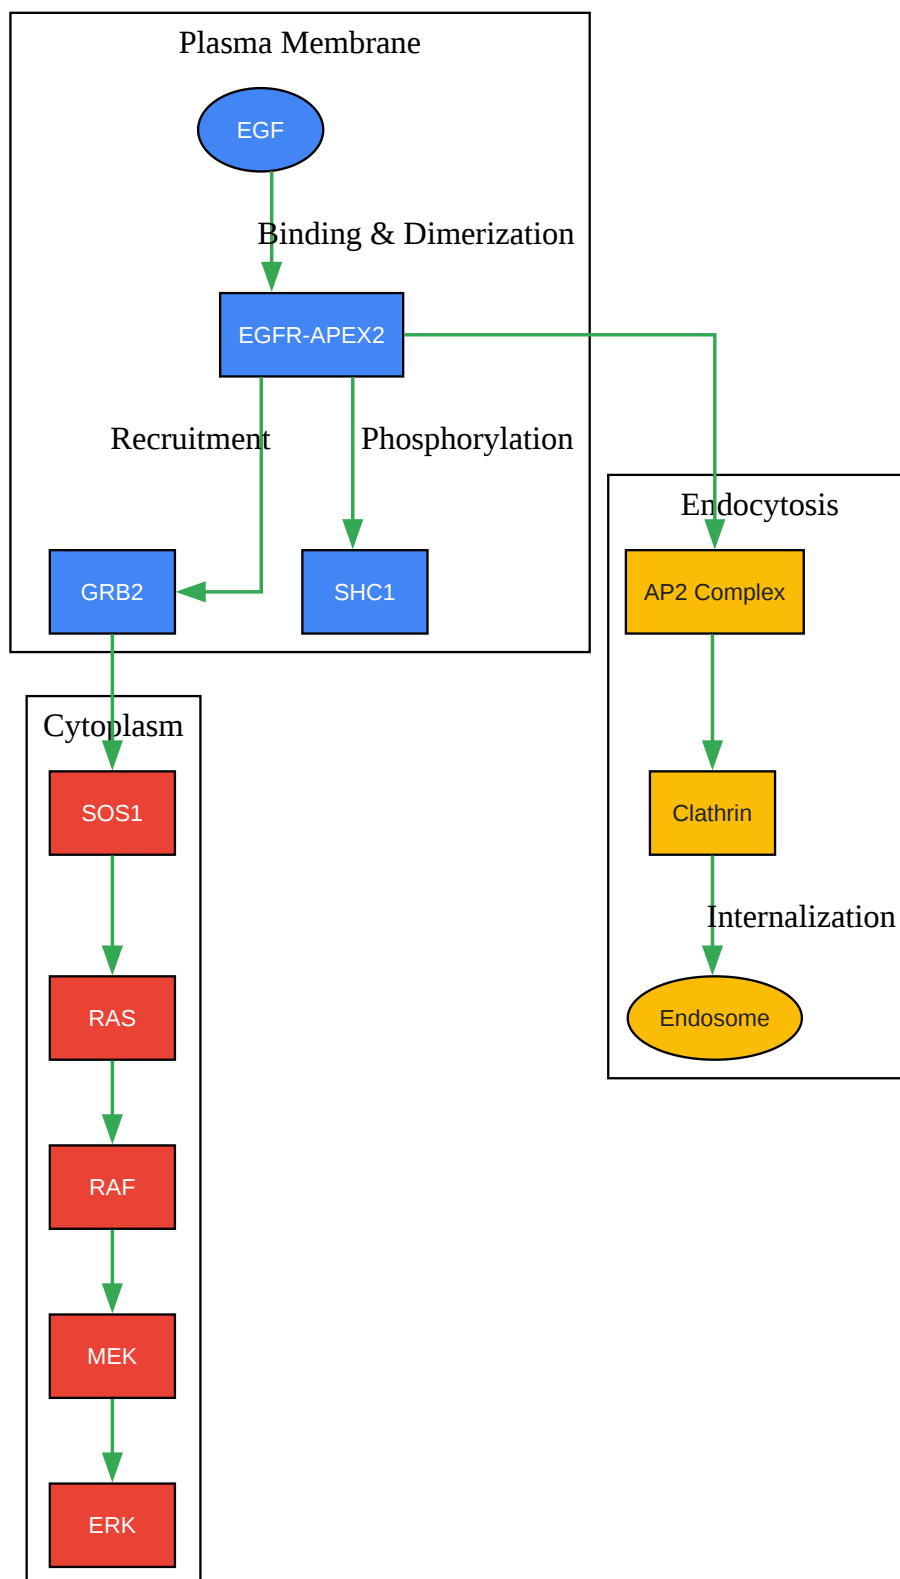 Plasma Membrane
EGF
Binding & Dimerization
EGFR-APEX2
Recruitment
Phosphorylation
GRB2
SHC1
Endocytosis
AP2 Complex
Clathrin
Internalization
Endosome
Cytoplasm
SOS1
RAS
RAF
MEK
ERK